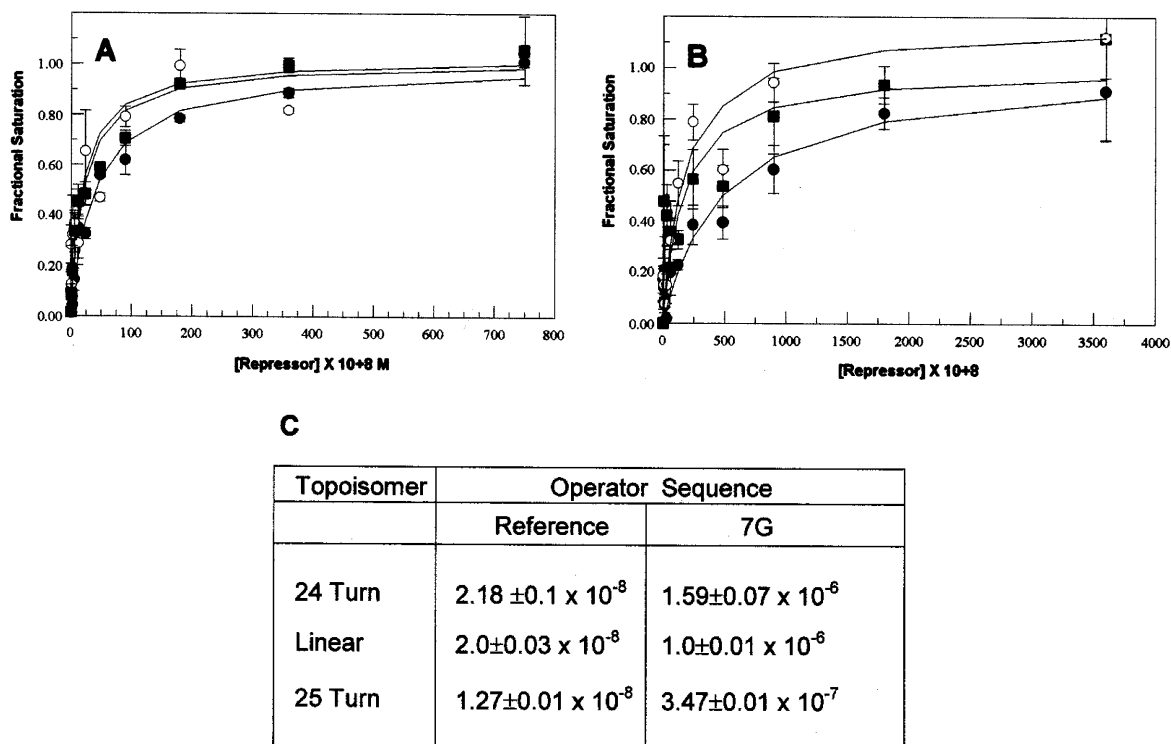 A
Fractional Saturation
1.00
0.80
0.60
0.40
0.20
0.00
0 100 200 300 400 500 600 700 800
[Repressor] X 10+8 M
B
Fractional Saturation
1.00
0.80
0.60
0.40
0.20
0.00
0 500 1000 1500 2000 2500 3000 3500 4000
[Repressor] X 10+8
C
Topoisomer Operator Sequence
Reference 7G
24 Turn 2.18 ±0.1 x 10⁻⁸ 1.59±0.07 x 10⁻⁶
Linear 2.0±0.03 x 10⁻⁸ 1.0±0.01 x 10⁻⁶
25 Turn 1.27±0.01 x 10⁻⁸ 3.47±0.01 x 10⁻⁷